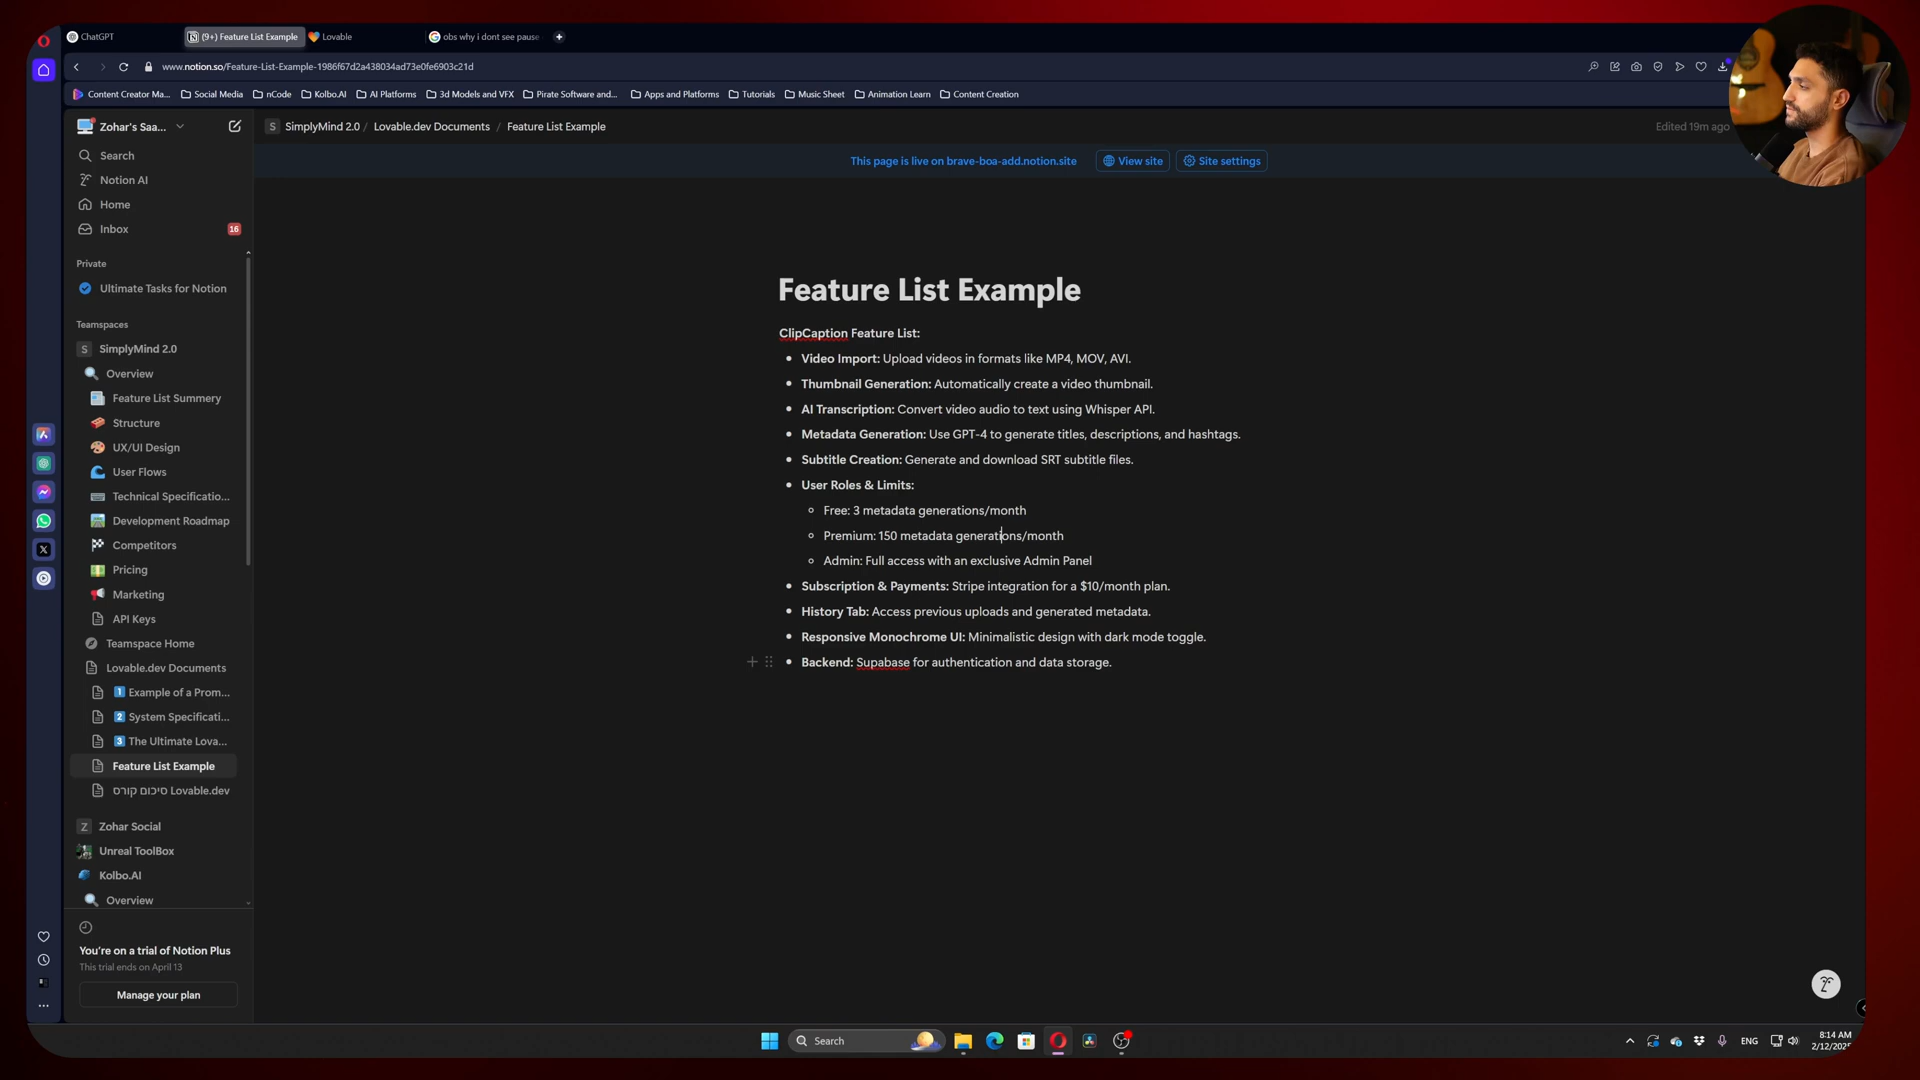 ChatGPT
(9+) Feature List Example
Lovable
obs why i dont see pause
www.notion.so/Feature-List-Example-1986f67d2a438034ad73e0fe6903c21d
Content Creator Ma...
Social Media
nCode
Kolbo.AI
AI Platforms
3d Models and VFX
Pirate Software and...
Apps and Platforms
Tutorials
Music Sheet
Animation Learn
Content Creation
Zohar's Saa...
S SimplyMind 2.0 / Lovable.dev Documents / Feature List Example
Edited 19m ago
This page is live on brave-boa-add.notion.site
View site
Site settings
Search
Notion AI
Home
Inbox
16
Private
Ultimate Tasks for Notion
Teamspaces
S SimplyMind 2.0
Overview
Feature List Summery
Structure
UX/UI Design
User Flows
Technical Specificatio...
Development Roadmap
Competitors
Pricing
Marketing
API Keys
Teamspace Home
Lovable.dev Documents
1 Example of a Prom...
2 System Specificati...
3 The Ultimate Lova...
Feature List Example
סיכום קורס Lovable.dev
Z Zohar Social
Unreal ToolBox
Kolbo.AI
Overview
You're on a trial of Notion Plus
This trial ends on April 13
Manage your plan
Feature List Example
ClipCaption Feature List:
Video Import: Upload videos in formats like MP4, MOV, AVI.
Thumbnail Generation: Automatically create a video thumbnail.
AI Transcription: Convert video audio to text using Whisper API.
Metadata Generation: Use GPT-4 to generate titles, descriptions, and hashtags.
Subtitle Creation: Generate and download SRT subtitle files.
User Roles & Limits:
Free: 3 metadata generations/month
Premium: 150 metadata generations/month
Admin: Full access with an exclusive Admin Panel
Subscription & Payments: Stripe integration for a $10/month plan.
History Tab: Access previous uploads and generated metadata.
Responsive Monochrome UI: Minimalistic design with dark mode toggle.
Backend: Supabase for authentication and data storage.
Search
ENG
8:14 AM